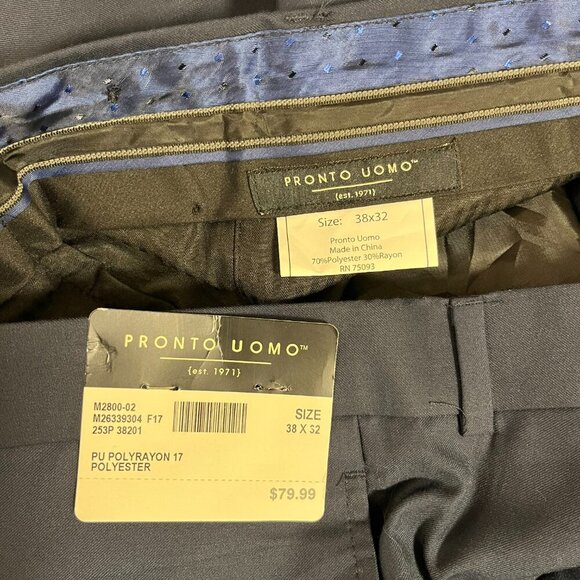 PRONTO UOMO™
{est. 1971}
Size: 38x32
Pronto Uomo
Made in China
70%Polyester 30%Rayon
RN 75093
PRONTO UOMO™
{est. 1971}
M2800-02
M26339304 F17
253P 38201
SIZE
38 X 32
PU POLYRAYON 17
POLYESTER
$79.99